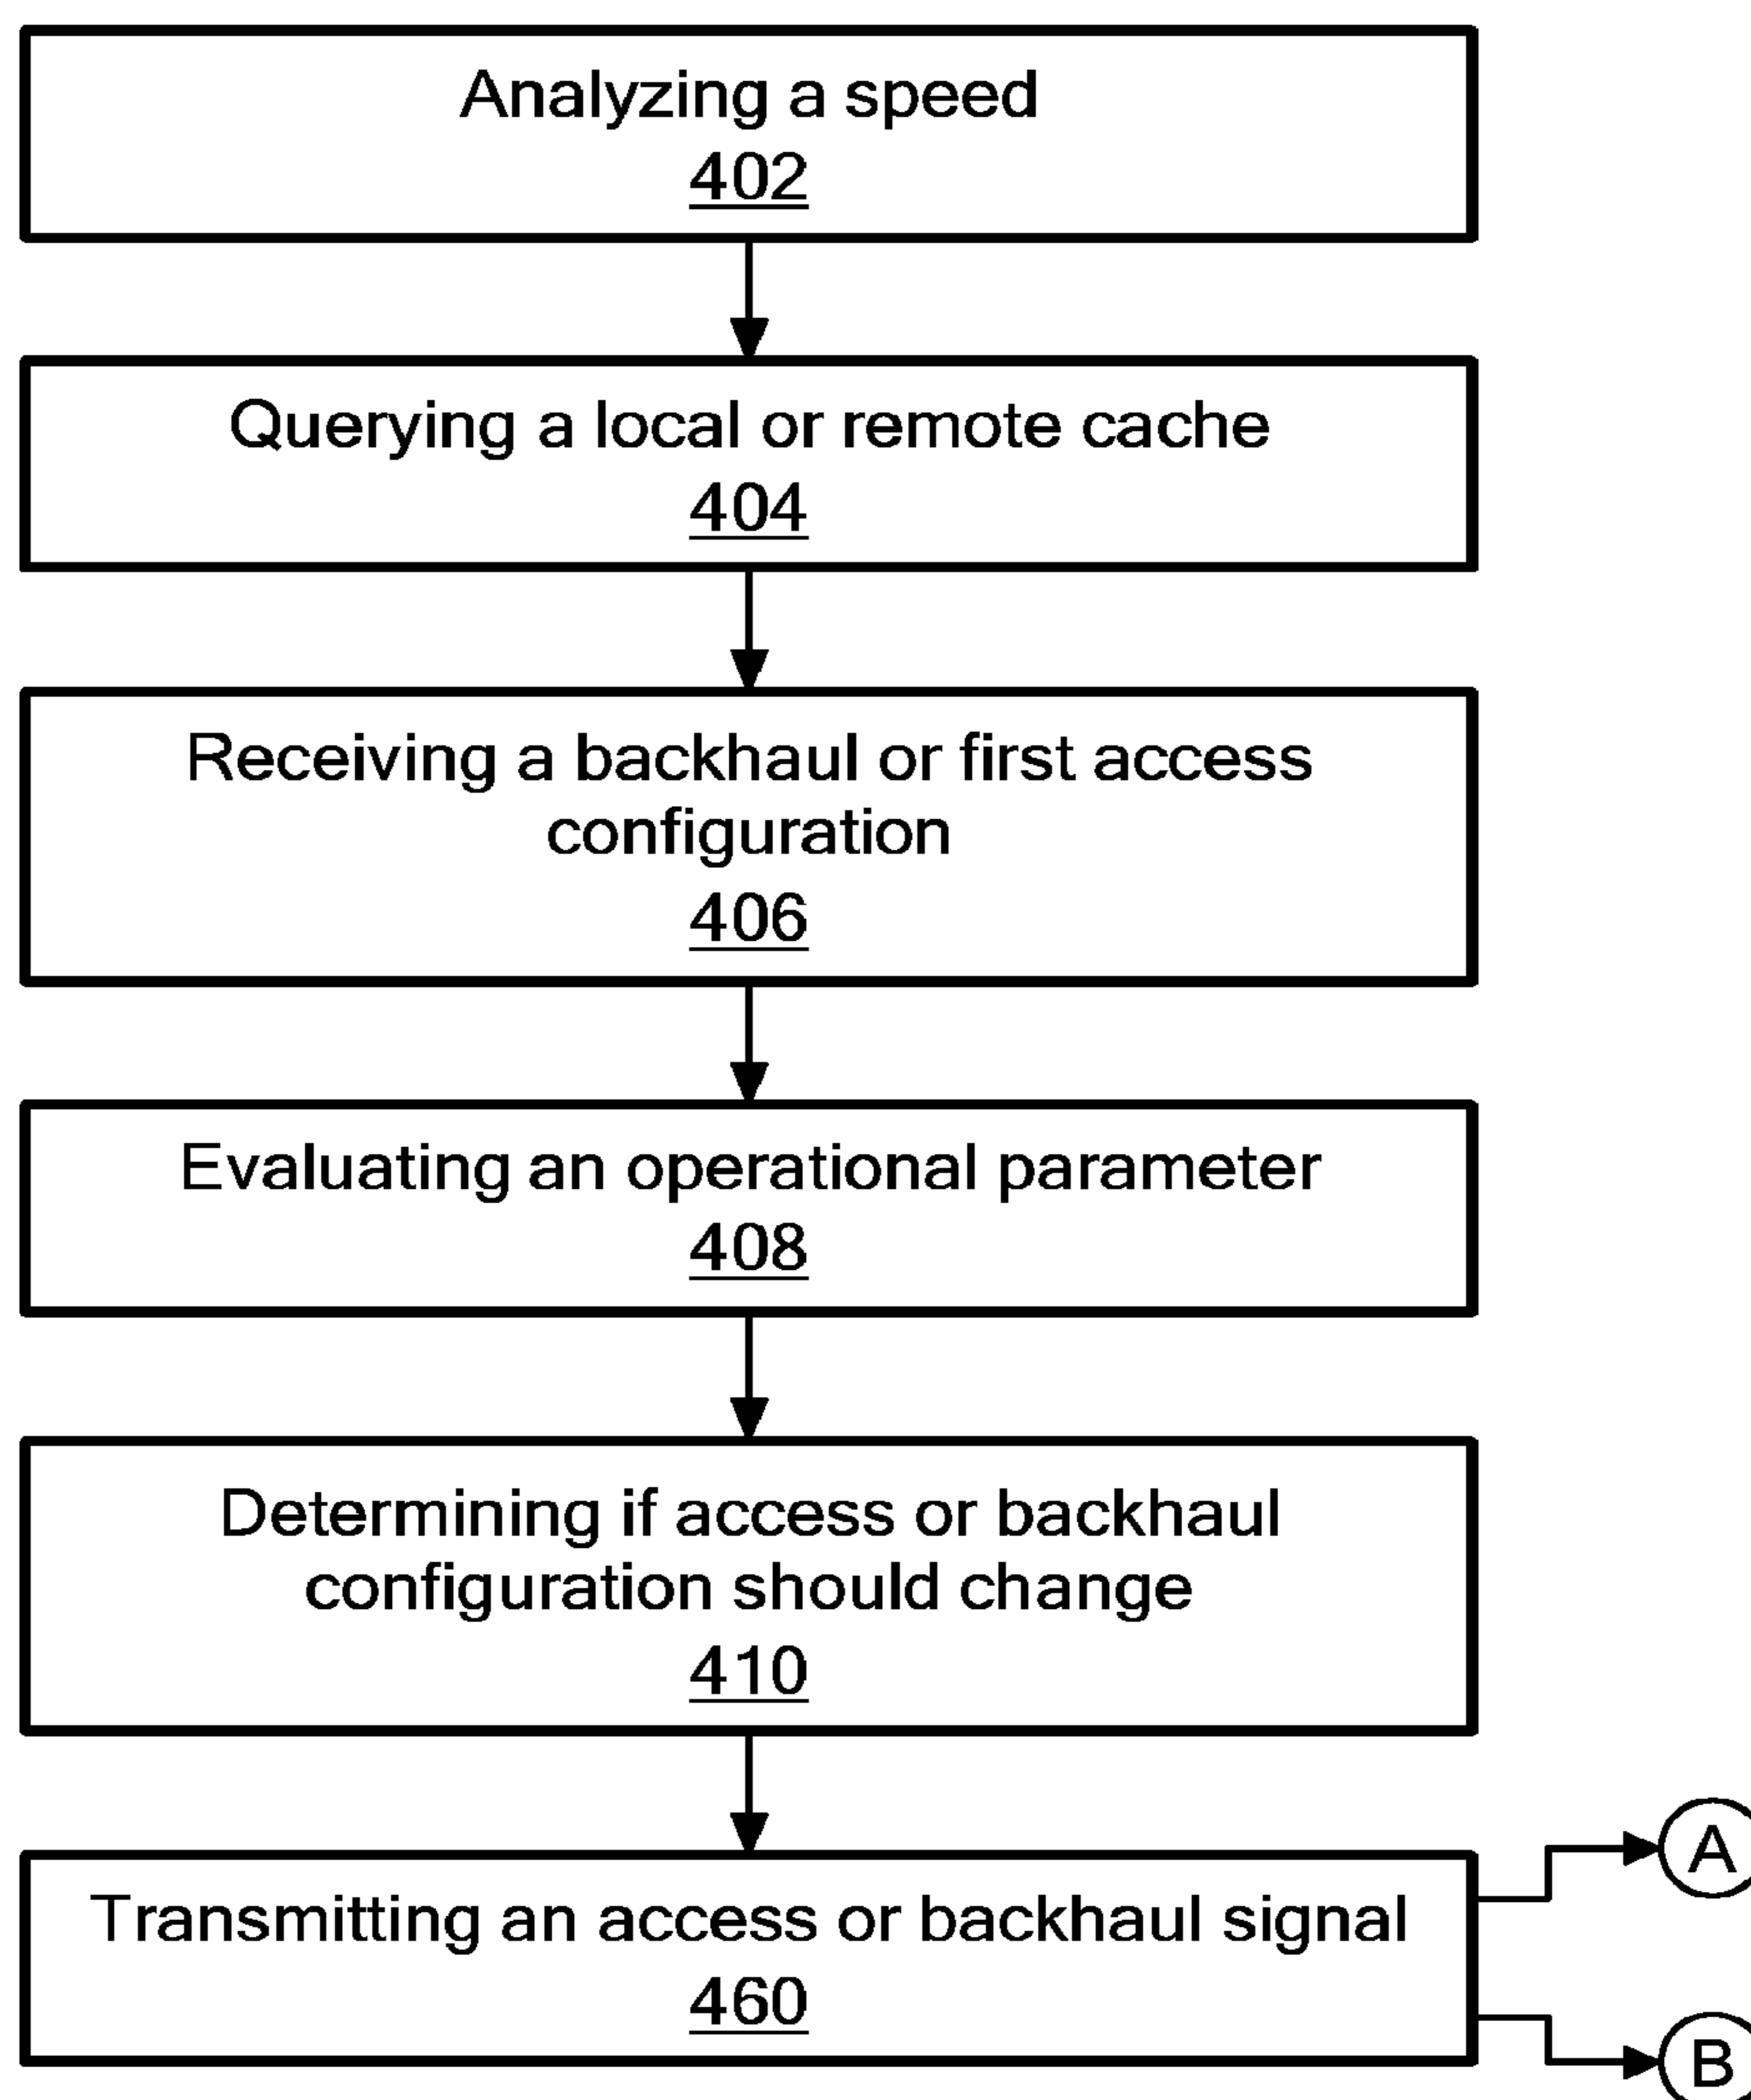 Analyzing a speed
402
Querying a local or remote cache
404
Receiving a backhaul or first access
configuration
406
Evaluating an operational parameter
408
Determining if access or backhaul
configuration should change
410
Transmitting an access or backhaul signal
460
A
B